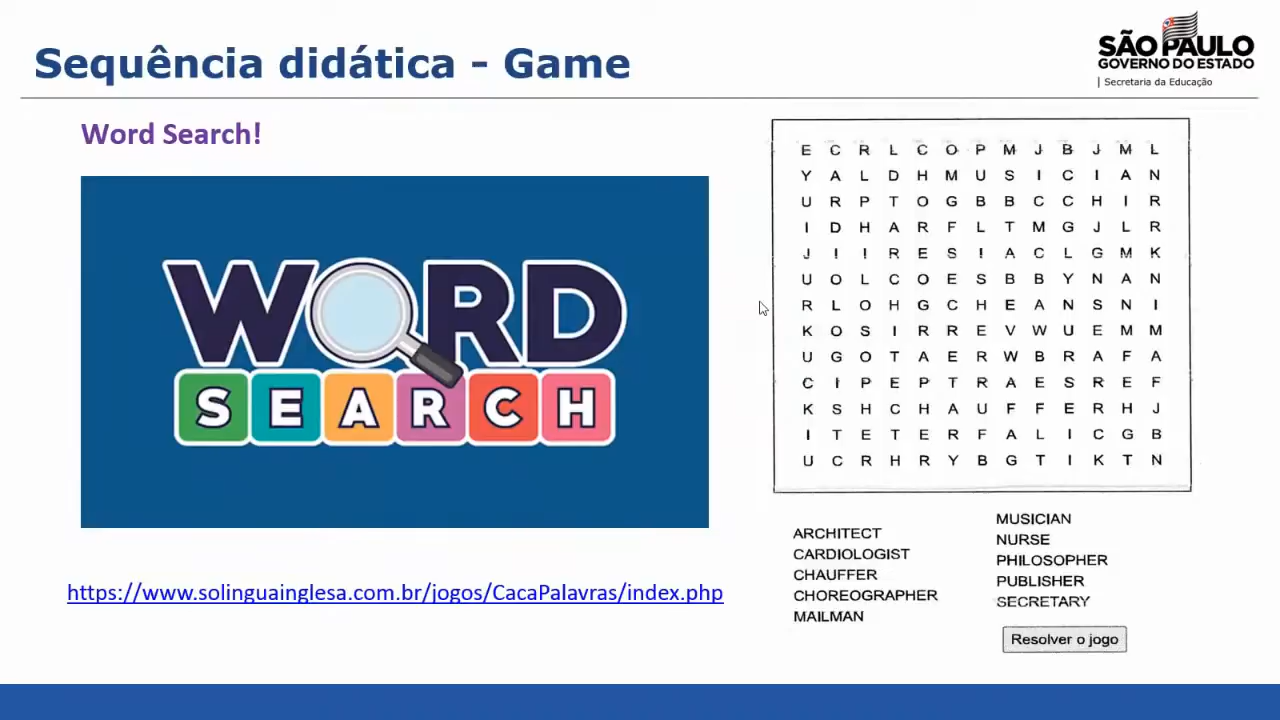 Sequência didática - Game
SÃO PAULO
GOVERNO DO ESTADO
Secretaria da Educação
Word Search!
WORD
SEARCH
https://www.solinguainglesa.com.br/jogos/CacaPalavras/index.php
E C R L C O P M J B J M L
Y A L D H M U S I C I A N
U R P T O G B B C C H I R
I D H A R F L T M G J L R
J I I R E S I A C L G M K
U O L C O E S B B Y N A N
R L O H G C H E A N S N I
K O S I R R E V W U E M M
U G O T A E R W B R A F A
C I P E P T R A E S R E F
K S H C H A U F F E R H J
I T E T E R F A L I C G B
U C R H R Y B G T I K T N
ARCHITECT
CARDIOLOGIST
CHAUFFER
CHOREOGRAPHER
MAILMAN
MUSICIAN
NURSE
PHILOSOPHER
PUBLISHER
SECRETARY
Resolver o jogo